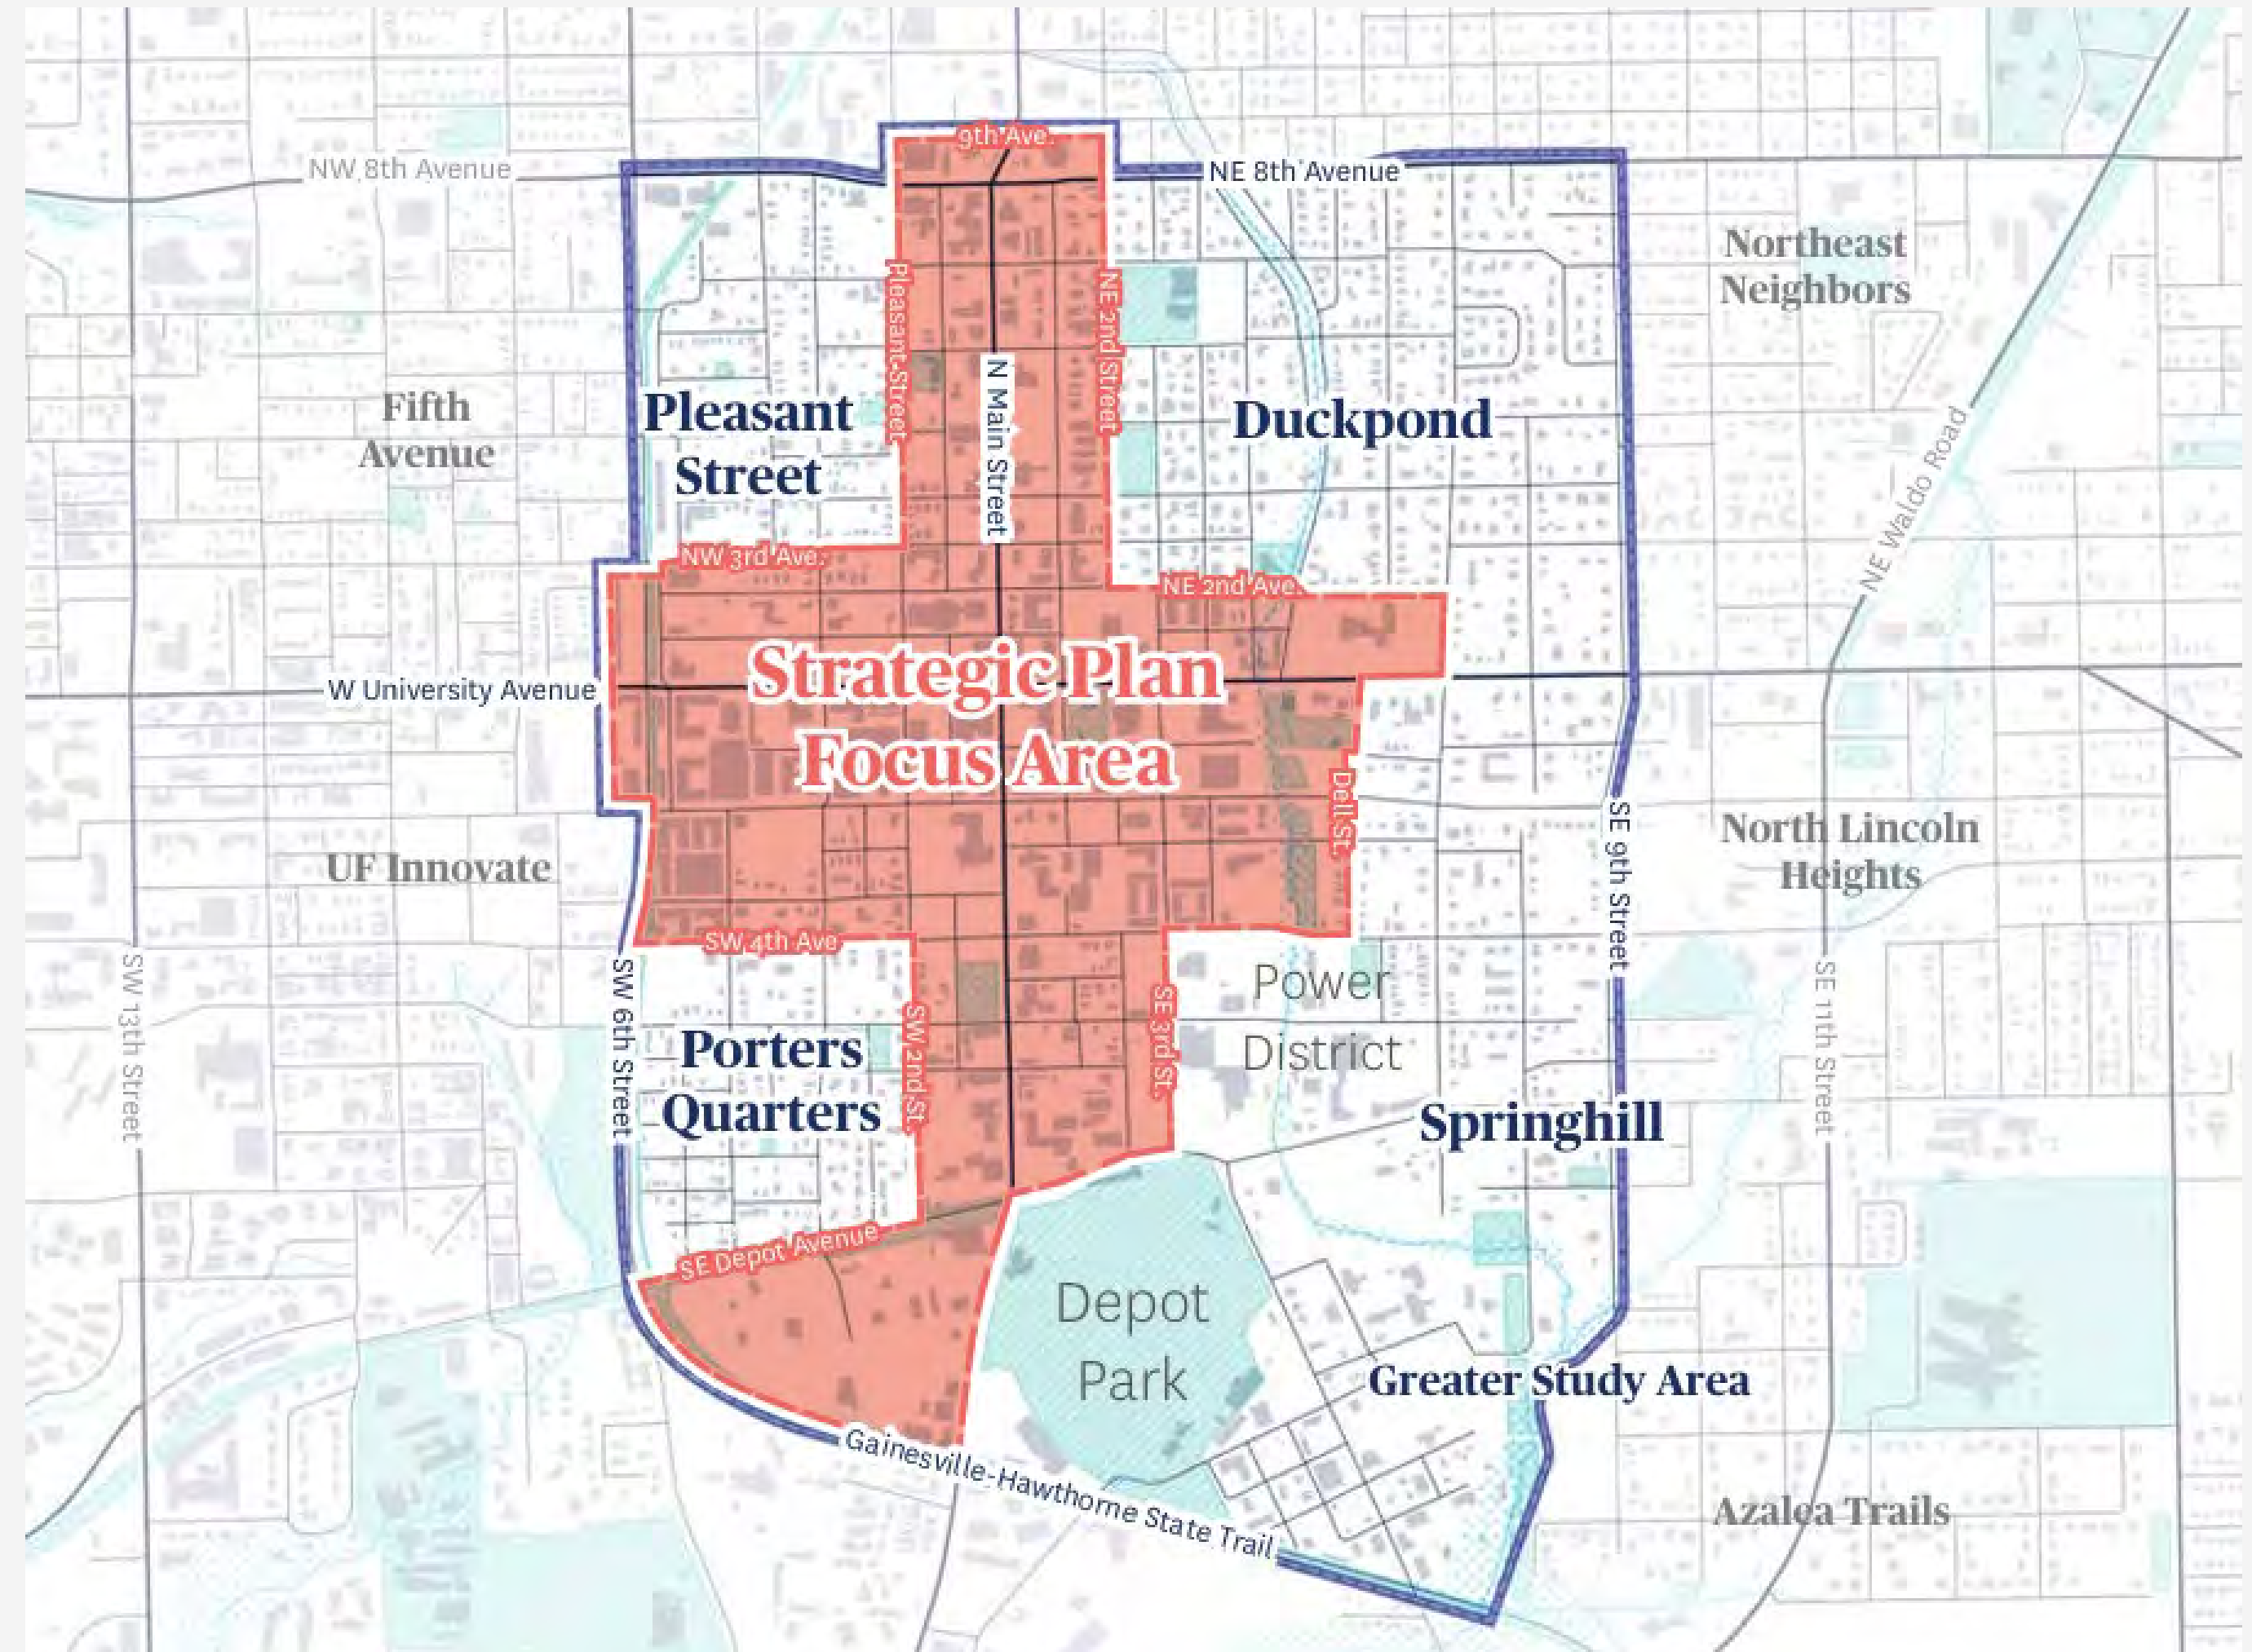 9th Ave.
NW 8th Avenue
NE 8th Avenue
Northeast
Neighbors
Pleasant Street
NE 2nd Street
N Main Street
Fifth
Avenue
Pleasant
Street
Duckpond
NE Waldo Road
NW 3rd Ave.
NE 2nd Ave.
Strategic Plan
Focus Area
W University Avenue
Dell St.
SE 9th Street
North Lincoln
Heights
UF Innovate
SW 4th Ave
SW 13th Street
SW 6th Street
Power
District
SE 3rd St.
SW 2nd St.
SE 11th Street
Porters
Quarters
Springhill
SE Depot Avenue
Depot
Park
Greater Study Area
Gainesville-Hawthorne State Trail
Azalea Trails